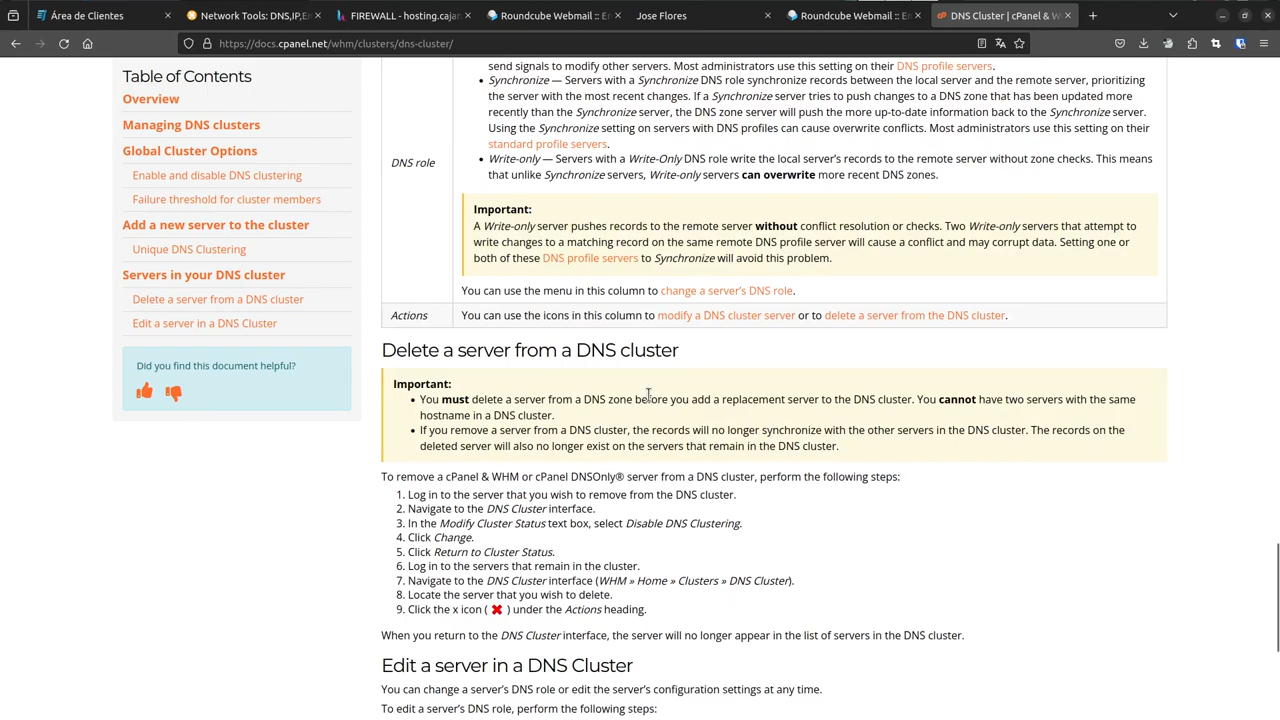 Área de Clientes
Network Tools: DNS,IP,E
FIREWALL - hosting.caja
Roundcube Webmail :: E
Jose Flores
Roundcube Webmail :: E
DNS Cluster | cPanel & W
https://docs.cpanel.net/whm/clusters/dns-cluster/
Table of Contents
Overview
Managing DNS clusters
Global Cluster Options
Enable and disable DNS clustering
Failure threshold for cluster members
Add a new server to the cluster
Unique DNS Clustering
Servers in your DNS cluster
Delete a server from a DNS cluster
Edit a server in a DNS Cluster
Did you find this document helpful?
send signals to modify other servers. Most administrators use this setting on their DNS profile servers.
• Synchronize — Servers with a Synchronize DNS role synchronize records between the local server and the remote server, prioritizing
the server with the most recent changes. If a Synchronize server tries to push changes to a DNS zone that has been updated more
recently than the Synchronize server, the DNS zone server will push the more up-to-date information back to the Synchronize server.
Using the Synchronize setting on servers with DNS profiles can cause overwrite conflicts. Most administrators use this setting on their
standard profile servers.
DNS role
• Write-only — Servers with a Write-Only DNS role write the local server's records to the remote server without zone checks. This means
that unlike Synchronize servers, Write-only servers can overwrite more recent DNS zones.
Important:
A Write-only server pushes records to the remote server without conflict resolution or checks. Two Write-only servers that attempt to
write changes to a matching record on the same remote DNS profile server will cause a conflict and may corrupt data. Setting one or
both of these DNS profile servers to Synchronize will avoid this problem.
You can use the menu in this column to change a server's DNS role.
Actions
You can use the icons in this column to modify a DNS cluster server or to delete a server from the DNS cluster.
Delete a server from a DNS cluster
Important:
• You must delete a server from a DNS zone before you add a replacement server to the DNS cluster. You cannot have two servers with the same
hostname in a DNS cluster.
• If you remove a server from a DNS cluster, the records will no longer synchronize with the other servers in the DNS cluster. The records on the
deleted server will also no longer exist on the servers that remain in the DNS cluster.
To remove a cPanel & WHM or cPanel DNSOnly® server from a DNS cluster, perform the following steps:
1. Log in to the server that you wish to remove from the DNS cluster.
2. Navigate to the DNS Cluster interface.
3. In the Modify Cluster Status text box, select Disable DNS Clustering.
4. Click Change.
5. Click Return to Cluster Status.
6. Log in to the servers that remain in the cluster.
7. Navigate to the DNS Cluster interface (WHM » Home » Clusters » DNS Cluster).
8. Locate the server that you wish to delete.
9. Click the x icon ( ✖ ) under the Actions heading.
When you return to the DNS Cluster interface, the server will no longer appear in the list of servers in the DNS cluster.
Edit a server in a DNS Cluster
You can change a server's DNS role or edit the server's configuration settings at any time.
To edit a server's DNS role, perform the following steps: